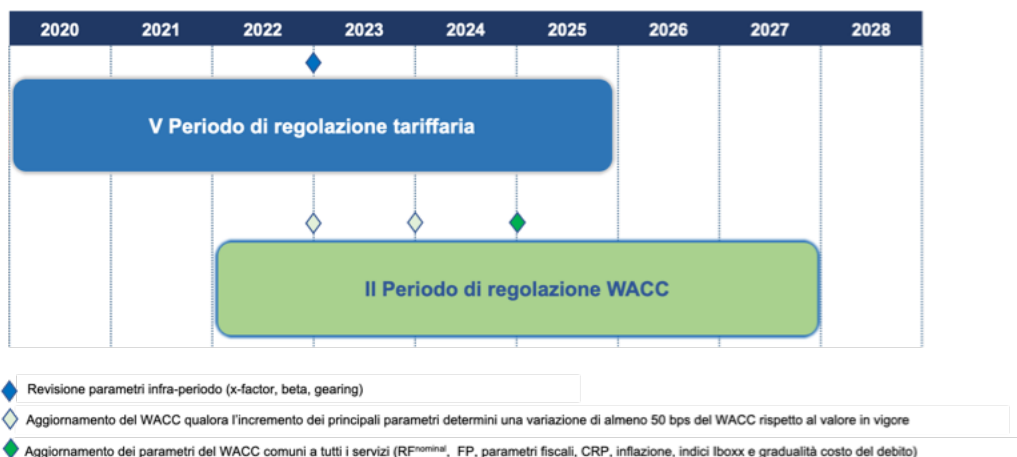 2020 2021 2022 2023 2024 2025 2026 2027 2028
V Periodo di regolazione tariffaria
II Periodo di regolazione WACC
Revisione parametri infra-periodo (x-factor, beta, gearing)
Aggiornamento del WACC qualora l'incremento dei principali parametri determini una variazione di almeno 50 bps del WACC rispetto al valore in vigore
Aggiornamento dei parametri del WACC comuni a tutti i servizi (RFnominal, FP, parametri fiscali, CRP, inflazione, indici Iboxx e gradualità costo del debito)